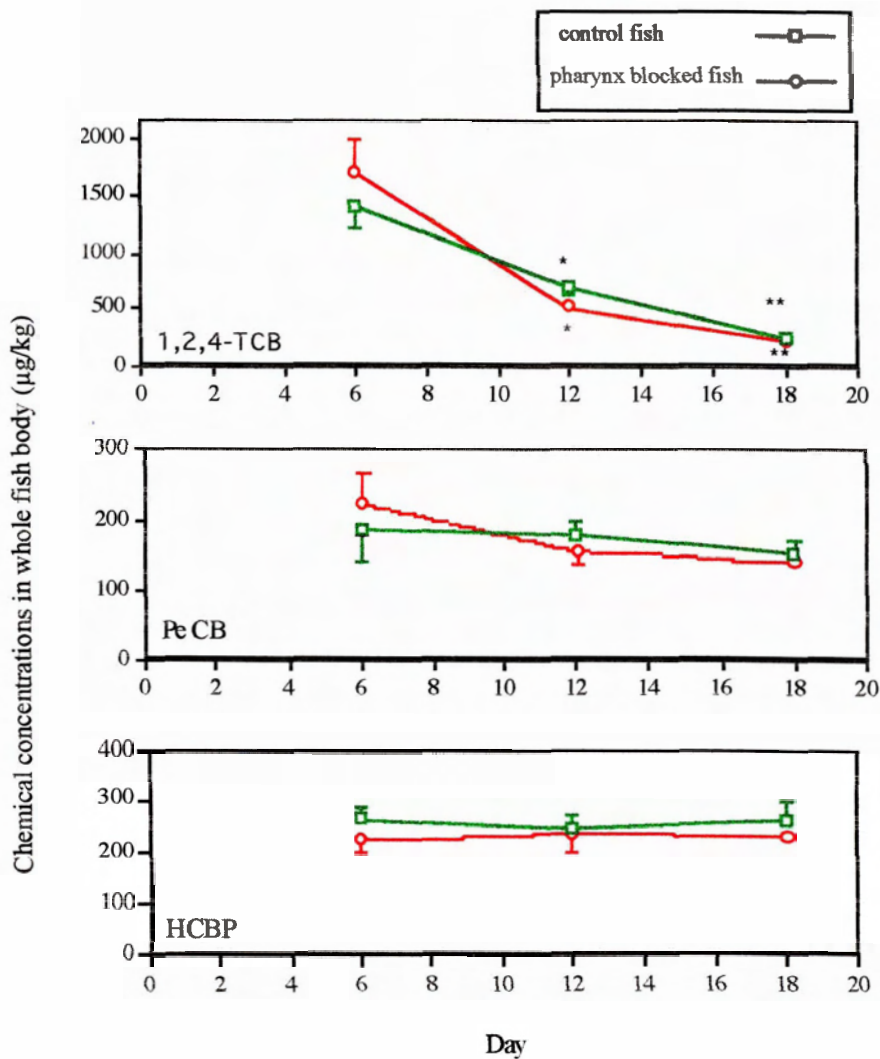 control fish
pharynx blocked fish
Chemical concentrations in whole fish body (µg/kg)
2000
1500
1000
500
0
*
*
**
**
1,2,4-TCB
0 2 4 6 8 10 12 14 16 18 20
300
200
100
0
PeCB
0 2 4 6 8 10 12 14 16 18 20
400
300
200
100
0
HCBP
0 2 4 6 8 10 12 14 16 18 20
Day